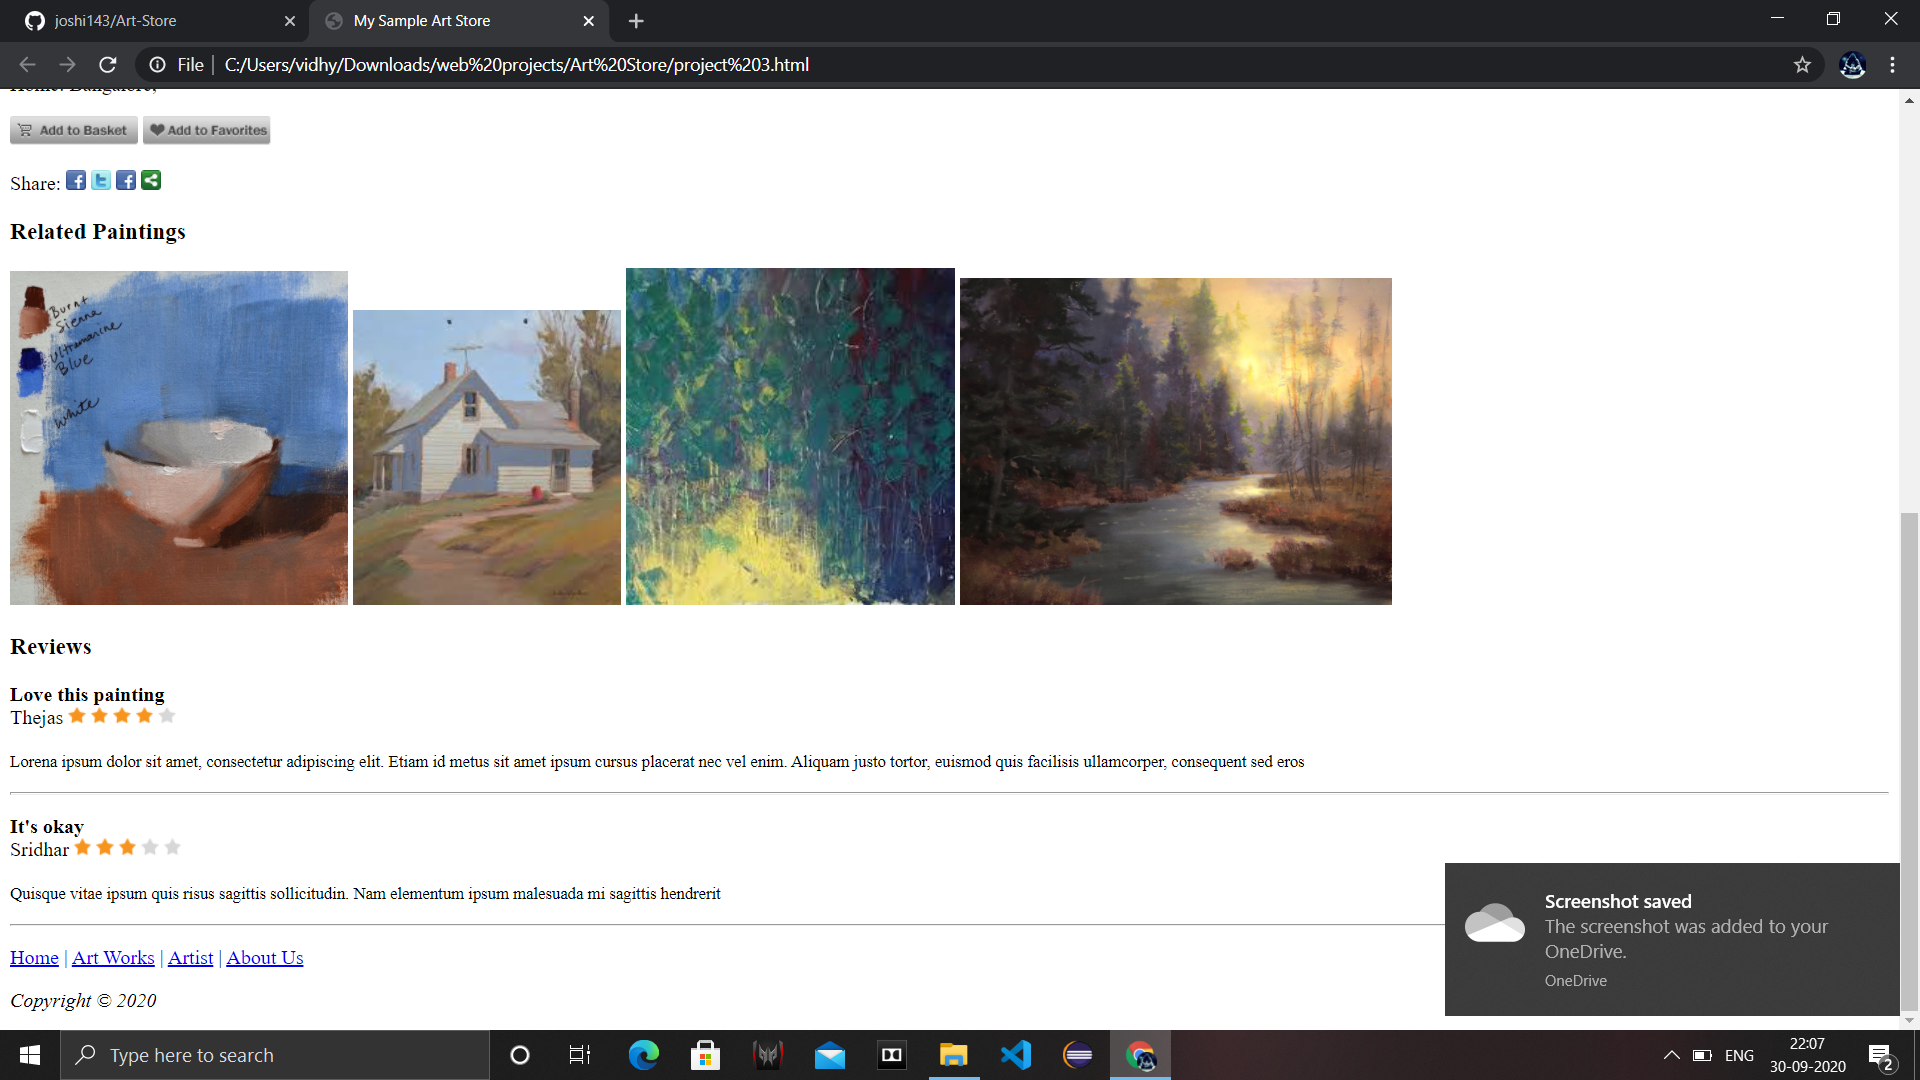 joshi143/Art-Store
My Sample Art Store
File
C:/Users/vidhy/Downloads/web%20projects/Art%20Store/project%203.html
Home: Bangalore,
Add to Basket
Add to Favorites
Share:
Related Paintings
Burnt
Sienna
Ultramarine
Blue
White
Reviews
Love this painting
Thejas
Lorena ipsum dolor sit amet, consectetur adipiscing elit. Etiam id metus sit amet ipsum cursus placerat nec vel enim. Aliquam justo tortor, euismod quis facilisis ullamcorper, consequent sed eros
It's okay
Sridhar
Quisque vitae ipsum quis risus sagittis sollicitudin. Nam elementum ipsum malesuada mi sagittis hendrerit
Home | Art Works | Artist | About Us
Copyright © 2020
Screenshot saved
The screenshot was added to your
OneDrive.
OneDrive
Type here to search
ENG
22:07
30-09-2020
2